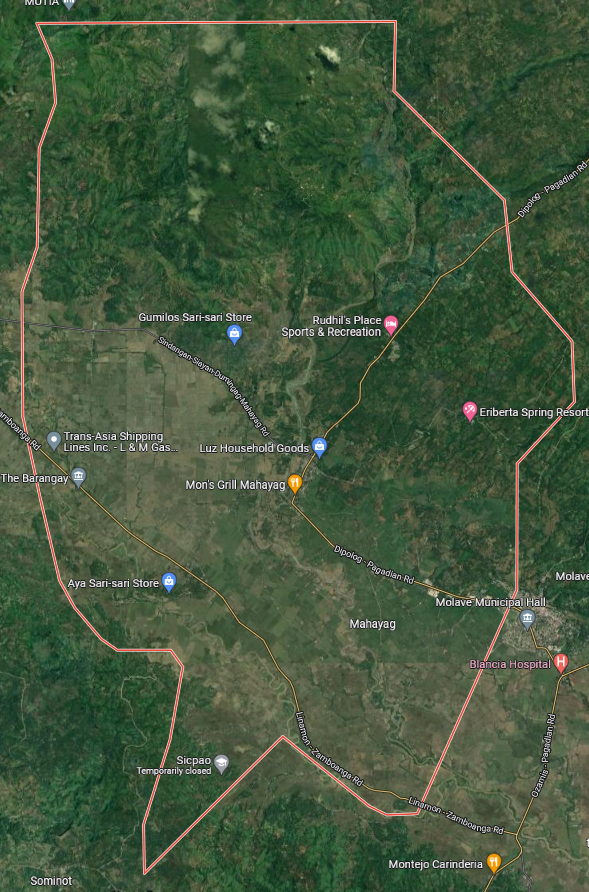 MUTIA
Dipolog - Pagadian Rd
Gumilos Sari-sari Store
Rudhil's Place
Sports & Recreation
Sadangan-Siayan-Dumingag-Mahayag Rd
Eriberta Spring Resort
amboanga Rd
Trans-Asia Shipping
Lines Inc. - L & M Gas...
Luz Household Goods
The Barangay
Mon's Grill Mahayag
Dipolog - Pagadian Rd
Aya Sari-sari Store
Molave
Molave Municipal Hall
Mahayag
Blancia Hospital
Linamon - Zamboanga Rd
Ozamis - Pagadian Rd
Sicpao
Temporarily closed
Linamon - Zamboanga Rd
Montejo Carinderia
Sominot